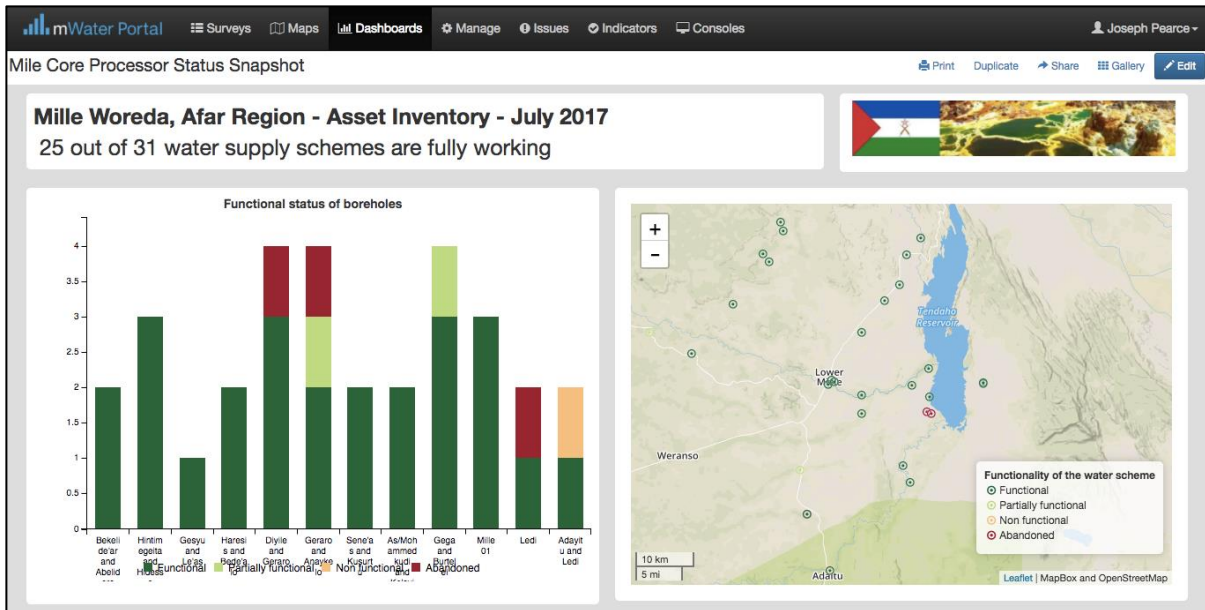 mWater Portal Surveys Maps Dashboards Manage Issues Indicators Consoles Joseph Pearce
Mile Core Processor Status Snapshot Print Duplicate Share Gallery Edit
Mille Woreda, Afar Region - Asset Inventory - July 2017
25 out of 31 water supply schemes are fully working
Functional status of boreholes
4
3.5
3
2.5
2
1.5
1
0.5
0
Bekeli
de'ar
and
Abelid
Hintim
egeita
and
Gesyu
and
Le'as
Haresi
s and
Diyile
and
Geraro
Geraro
and
Sene'a
s and
Kusurt
As/Moh
ammed
kudi
and
Gega
and
Mille
01
Ledi
Adayit
u and
Ledi
Functional Partially functional Non functional Abandoned
+
−
Tendaho
Reservoir
Lower
Weranso
Adaitu
Functionality of the water scheme
Functional
Partially functional
Non functional
Abandoned
10 km
5 mi
Leaflet | MapBox and OpenStreetMap